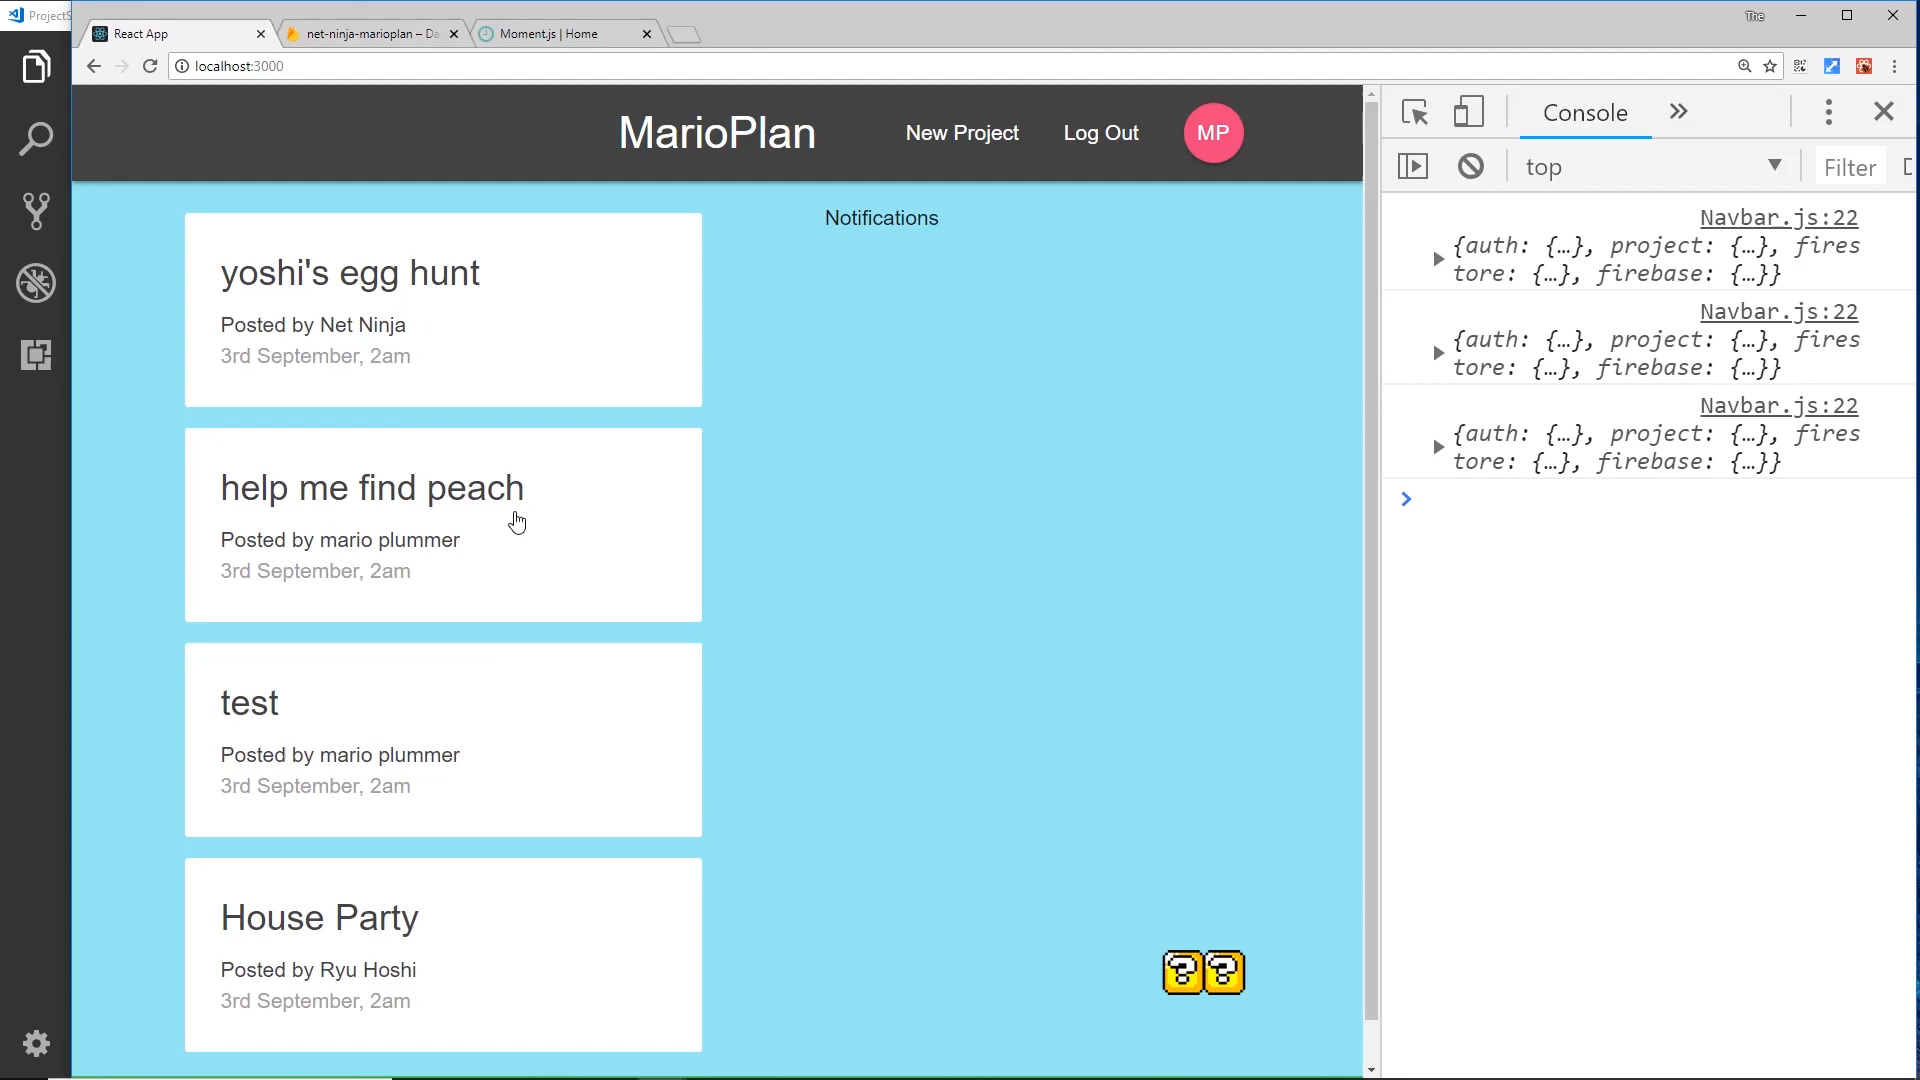 ProjectS
The
React App
net-ninja-marioplan – Da
Moment.js | Home
localhost:3000
MarioPlan
New Project
Log Out
MP
Notifications
yoshi's egg hunt
Posted by Net Ninja
3rd September, 2am
help me find peach
Posted by mario plummer
3rd September, 2am
test
Posted by mario plummer
3rd September, 2am
House Party
Posted by Ryu Hoshi
3rd September, 2am
? ?
Console
top
Filter
Navbar.js:22
{auth: {…}, project: {…}, fires
tore: {…}, firebase: {…}}
Navbar.js:22
{auth: {…}, project: {…}, fires
tore: {…}, firebase: {…}}
Navbar.js:22
{auth: {…}, project: {…}, fires
tore: {…}, firebase: {…}}